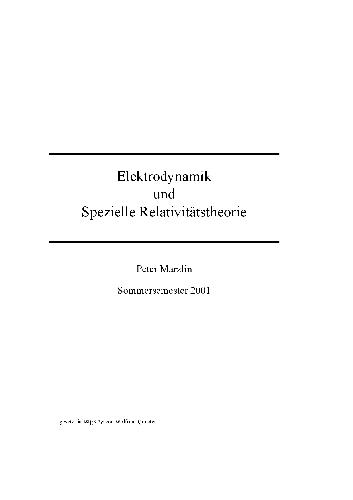 Elektrodynamik
und
Spezielle Relativitätstheorie
Peter Marzlin
Sommersemester 2001